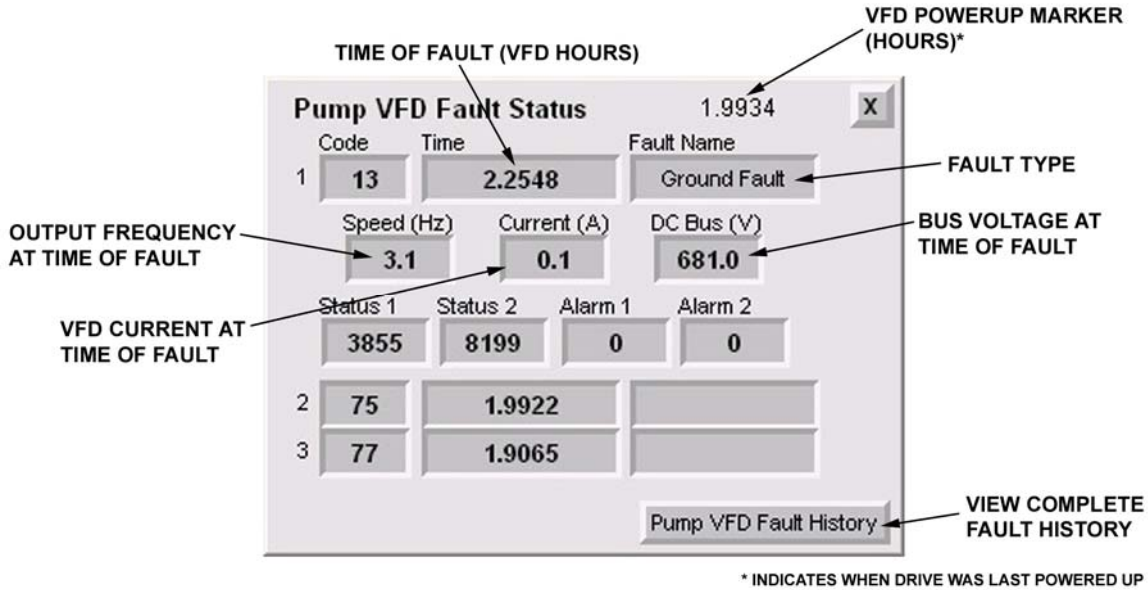 VFD POWERUP MARKER
(HOURS)*
TIME OF FAULT (VFD HOURS)
Pump VFD Fault Status
1.9934
X
Code
Time
Fault Name
1
13
2.2548
Ground Fault
FAULT TYPE
OUTPUT FREQUENCY
AT TIME OF FAULT
Speed (Hz)
Current (A)
DC Bus (V)
3.1
0.1
681.0
BUS VOLTAGE AT
TIME OF FAULT
VFD CURRENT AT
TIME OF FAULT
Status 1
Status 2
Alarm 1
Alarm 2
3855
8199
0
0
2
75
1.9922
3
77
1.9065
Pump VFD Fault History
VIEW COMPLETE
FAULT HISTORY
* INDICATES WHEN DRIVE WAS LAST POWERED UP